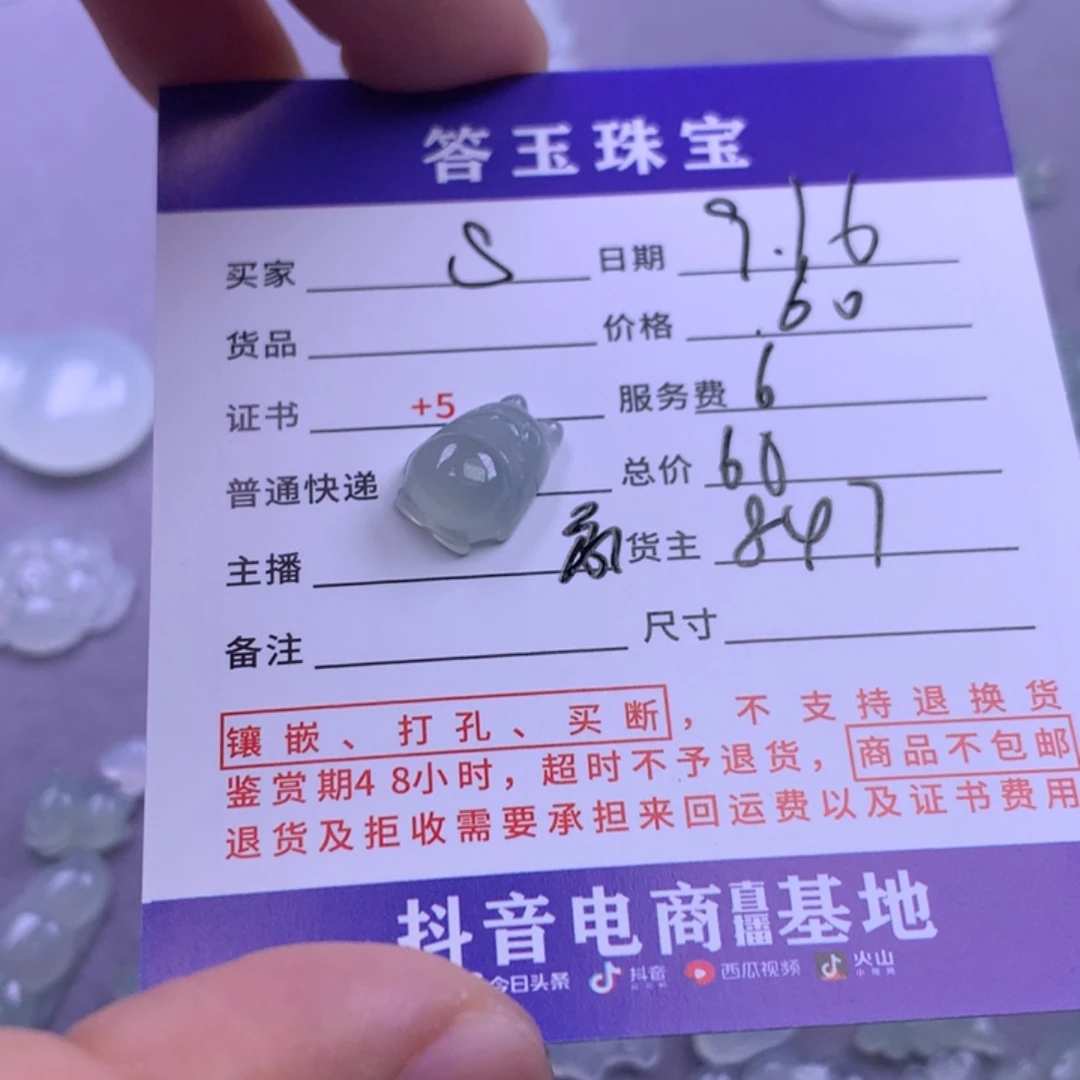 答玉珠宝
买家 S 日期 9.16
货品 价格 .60
证书 +5 服务费 6
普通快递 总价 60
主播 货主 847
备注 尺寸
镶嵌、打孔、买断，不支持退换货
鉴赏期48小时，超时不予退货，商品不包邮
退货及拒收需要承担来回运费以及证书费用
抖音电商直播基地
今日头条 抖音 西瓜视频 火山